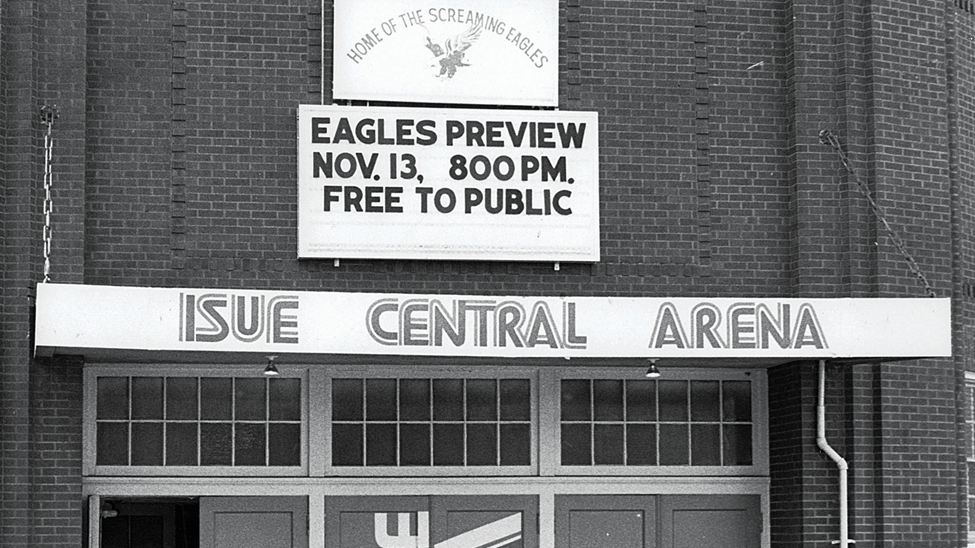 HOME OF THE SCREAMING EAGLES
EAGLES PREVIEW
NOV. 13, 800 PM.
FREE TO PUBLIC
ISUE CENTRAL ARENA